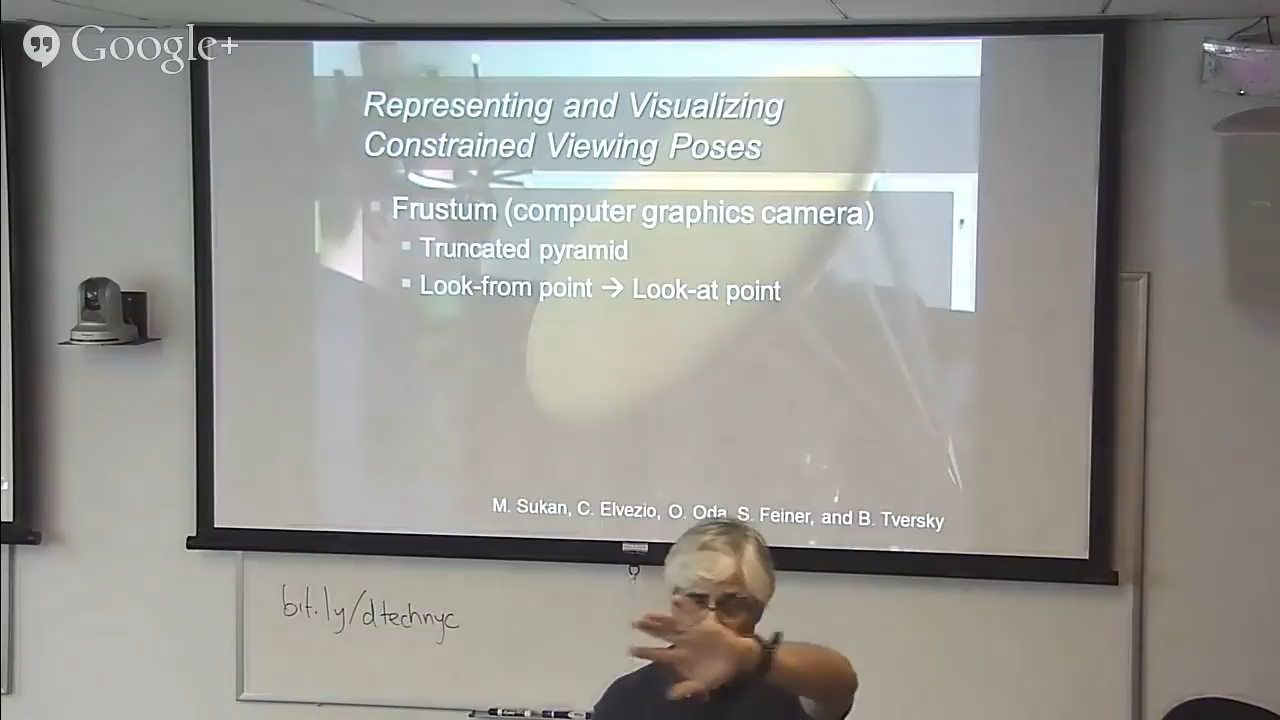 Google+
Representing and Visualizing
Constrained Viewing Poses
Frustum (computer graphics camera)
Truncated pyramid
Look-from point → Look-at point
M. Sukan, C. Elvezio, O. Oda, S. Feiner, and B. Tversky
bit.ly/dtechnyc